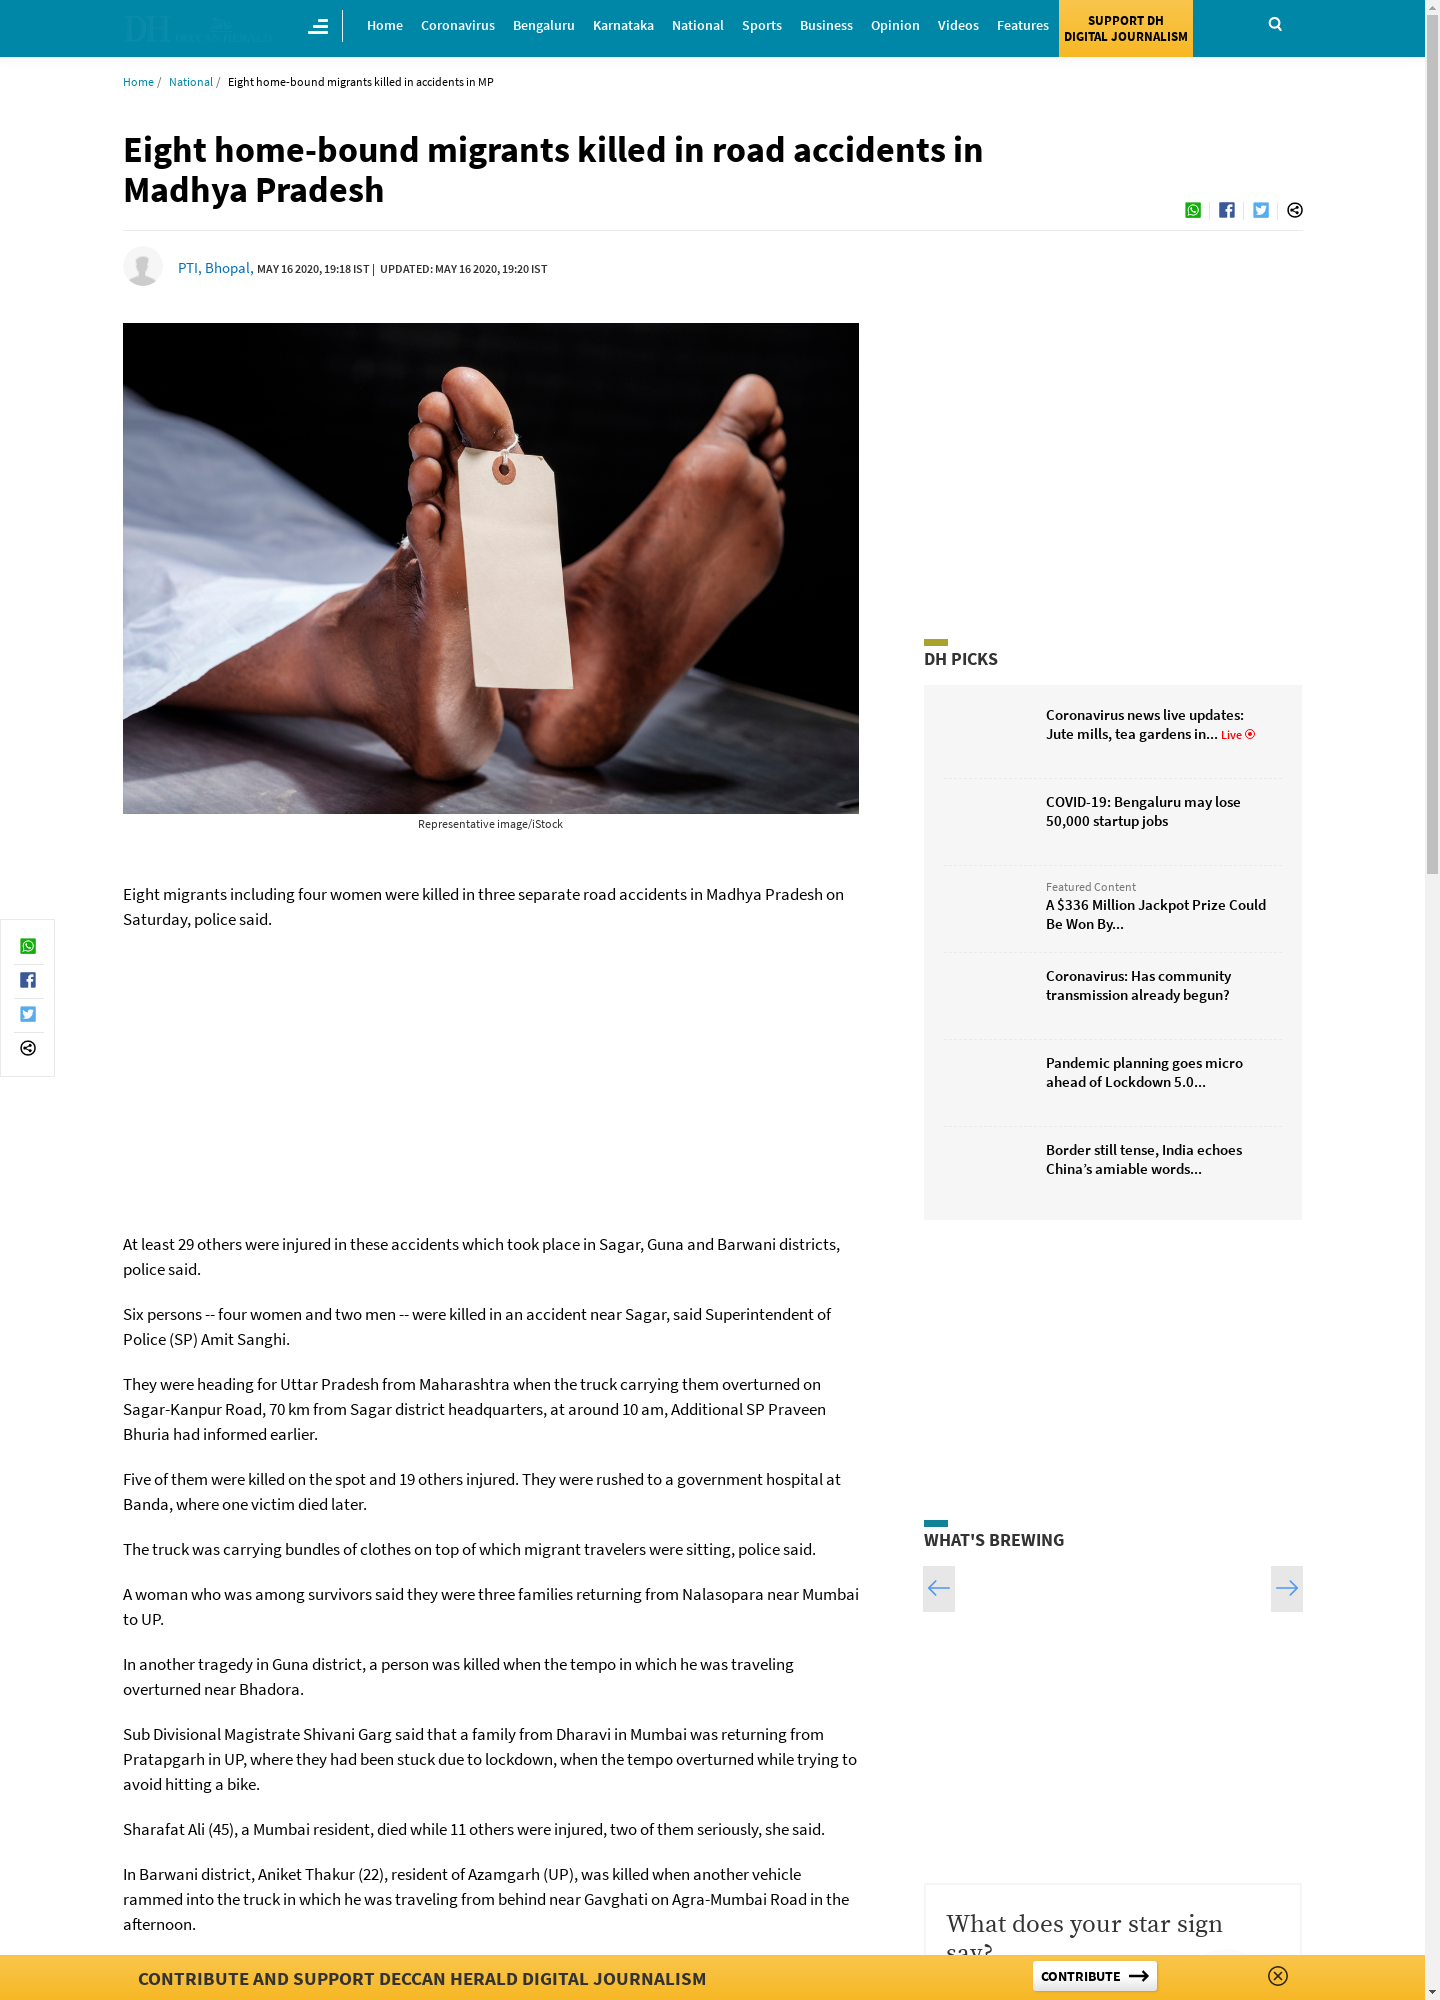 DH DECCAN HERALD
Home Coronavirus Bengaluru Karnataka National Sports Business Opinion Videos Features
SUPPORT DH
DIGITAL JOURNALISM
Home / National / Eight home-bound migrants killed in accidents in MP
Eight home-bound migrants killed in road accidents in
Madhya Pradesh
PTI, Bhopal, MAY 16 2020, 19:18 IST | UPDATED: MAY 16 2020, 19:20 IST
Representative image/iStock
Eight migrants including four women were killed in three separate road accidents in Madhya Pradesh on
Saturday, police said.
At least 29 others were injured in these accidents which took place in Sagar, Guna and Barwani districts,
police said.
Six persons -- four women and two men -- were killed in an accident near Sagar, said Superintendent of
Police (SP) Amit Sanghi.
They were heading for Uttar Pradesh from Maharashtra when the truck carrying them overturned on
Sagar-Kanpur Road, 70 km from Sagar district headquarters, at around 10 am, Additional SP Praveen
Bhuria had informed earlier.
Five of them were killed on the spot and 19 others injured. They were rushed to a government hospital at
Banda, where one victim died later.
The truck was carrying bundles of clothes on top of which migrant travelers were sitting, police said.
A woman who was among survivors said they were three families returning from Nalasopara near Mumbai
to UP.
In another tragedy in Guna district, a person was killed when the tempo in which he was traveling
overturned near Bhadora.
Sub Divisional Magistrate Shivani Garg said that a family from Dharavi in Mumbai was returning from
Pratapgarh in UP, where they had been stuck due to lockdown, when the tempo overturned while trying to
avoid hitting a bike.
Sharafat Ali (45), a Mumbai resident, died while 11 others were injured, two of them seriously, she said.
In Barwani district, Aniket Thakur (22), resident of Azamgarh (UP), was killed when another vehicle
rammed into the truck in which he was traveling from behind near Gavghati on Agra-Mumbai Road in the
afternoon.
DH PICKS
Coronavirus news live updates:
Jute mills, tea gardens in... Live
COVID-19: Bengaluru may lose
50,000 startup jobs
Featured Content
A $336 Million Jackpot Prize Could
Be Won By...
Coronavirus: Has community
transmission already begun?
Pandemic planning goes micro
ahead of Lockdown 5.0...
Border still tense, India echoes
China’s amiable words...
WHAT'S BREWING
What does your star sign
say?
CONTRIBUTE AND SUPPORT DECCAN HERALD DIGITAL JOURNALISM
CONTRIBUTE